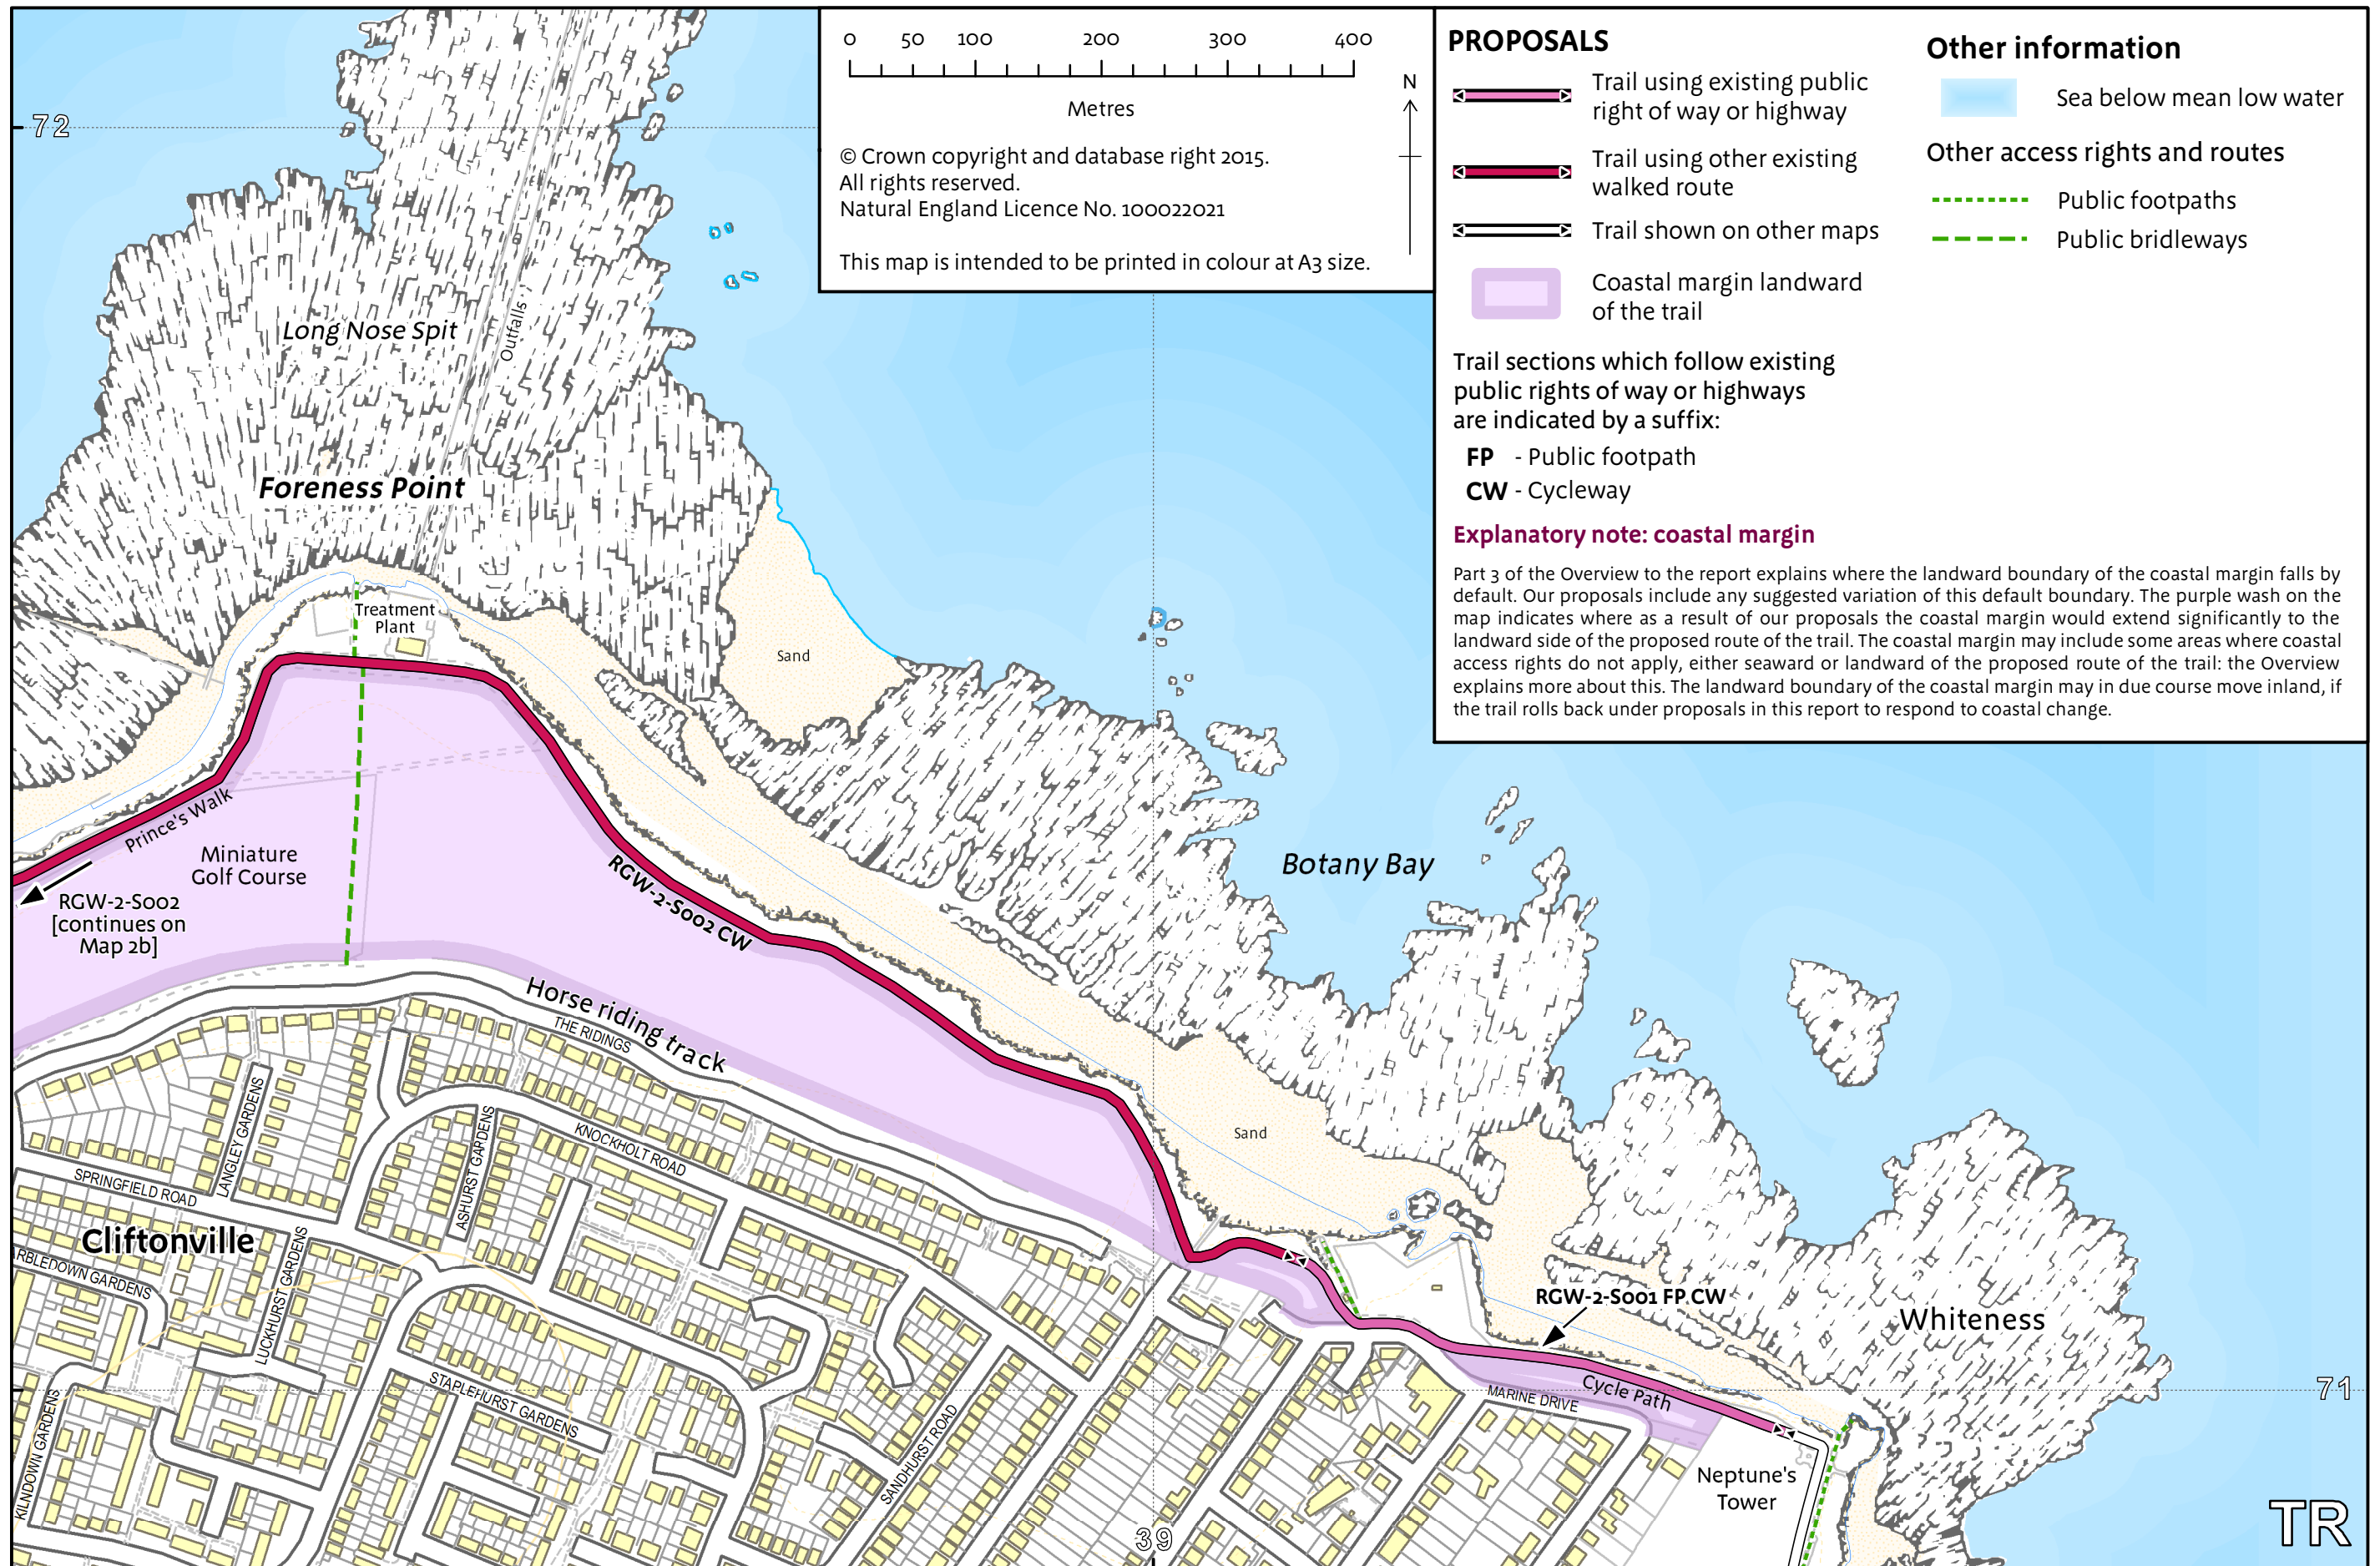 72
0 50 100 200 300 400
Metres
N
© Crown copyright and database right 2015.
All rights reserved.
Natural England Licence No. 100022021
This map is intended to be printed in colour at A3 size.
PROPOSALS
Trail using existing public
right of way or highway
Trail using other existing
walked route
Trail shown on other maps
Coastal margin landward
of the trail
Trail sections which follow existing
public rights of way or highways
are indicated by a suffix:
FP - Public footpath
CW - Cycleway
Other information
Sea below mean low water
Other access rights and routes
Public footpaths
Public bridleways
Explanatory note: coastal margin
Part 3 of the Overview to the report explains where the landward boundary of the coastal margin falls by
default. Our proposals include any suggested variation of this default boundary. The purple wash on the
map indicates where as a result of our proposals the coastal margin would extend significantly to the
landward side of the proposed route of the trail. The coastal margin may include some areas where coastal
access rights do not apply, either seaward or landward of the proposed route of the trail: the Overview
explains more about this. The landward boundary of the coastal margin may in due course move inland, if
the trail rolls back under proposals in this report to respond to coastal change.
Long Nose Spit
Outfalls
Foreness Point
Treatment
Plant
Sand
Prince's Walk
Miniature
Golf Course
RGW-2-S002
[continues on
Map 2b]
RGW-2-S002 CW
Botany Bay
Horse riding track
THE RIDINGS
LANGLEY GARDENS
ASHURST GARDENS
KNOCKHOLT ROAD
SPRINGFIELD ROAD
Sand
Cliftonville
RBLEDOWN GARDENS
LUCKHURST GARDENS
KILNDOWN GARDENS
STAPLEHURST GARDENS
SANDHURST ROAD
RGW-2-S001 FP CW
Whiteness
Cycle Path
MARINE DRIVE
71
Neptune's
Tower
39
TR